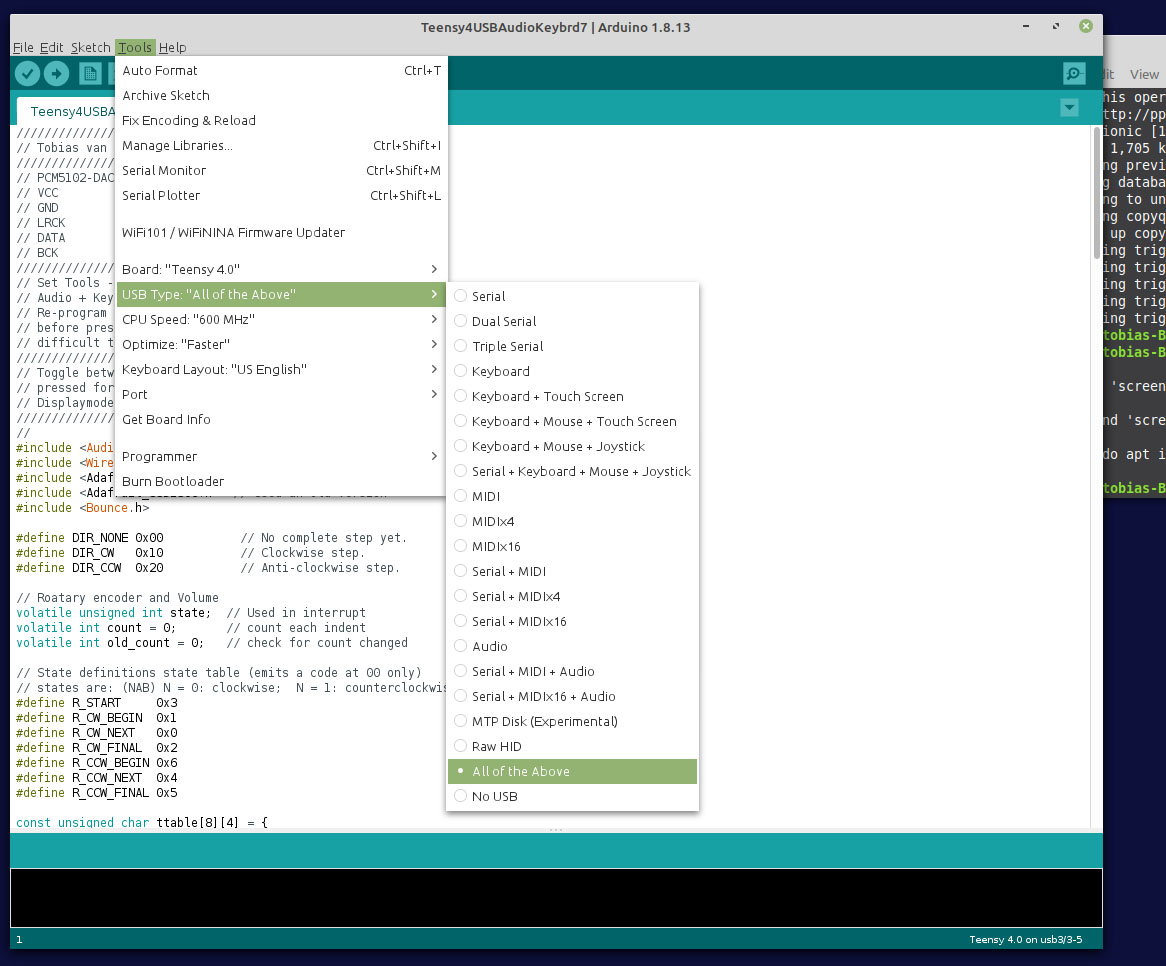 Teensy4USBAudioKeybrd7 | Arduino 1.8.13
File Edit Sketch Tools Help
Teensy4USBA
///////////////
// Tobias van
///////////////
// PCM5102-DAC
// VCC
// GND
// LRCK
// DATA
// BCK
///////////////
// Set Tools -
// Audio + Key
// Re-program
// before pres
// difficult t
///////////////
// Toggle betw
// pressed for
// Displaymode
///////////////
//
#include <Audi
#include <Wire
#include <Adaf
#include <Adaf
#include <Bounce.h>
#define DIR_NONE 0x00 // No complete step yet.
#define DIR_CW 0x10 // Clockwise step.
#define DIR_CCW 0x20 // Anti-clockwise step.
// Roatary encoder and Volume
volatile unsigned int state; // Used in interrupt
volatile int count = 0; // count each indent
volatile int old_count = 0; // check for count changed
// State definitions state table (emits a code at 00 only)
// states are: (NAB) N = 0: clockwise; N = 1: counterclockwis
#define R_START 0x3
#define R_CW_BEGIN 0x1
#define R_CW_NEXT 0x0
#define R_CW_FINAL 0x2
#define R_CCW_BEGIN 0x6
#define R_CCW_NEXT 0x4
#define R_CCW_FINAL 0x5
const unsigned char ttable[8][4] = {
Auto Format Ctrl+T
Archive Sketch
Fix Encoding & Reload
Manage Libraries... Ctrl+Shift+I
Serial Monitor Ctrl+Shift+M
Serial Plotter Ctrl+Shift+L
WiFi101 / WiFiNINA Firmware Updater
Board: "Teensy 4.0"
USB Type: "All of the Above"
CPU Speed: "600 MHz"
Optimize: "Faster"
Keyboard Layout: "US English"
Port
Get Board Info
Programmer
Burn Bootloader
Serial
Dual Serial
Triple Serial
Keyboard
Keyboard + Touch Screen
Keyboard + Mouse + Touch Screen
Keyboard + Mouse + Joystick
Serial + Keyboard + Mouse + Joystick
MIDI
MIDIx4
MIDIx16
Serial + MIDI
Serial + MIDIx4
Serial + MIDIx16
Audio
Serial + MIDI + Audio
Serial + MIDIx16 + Audio
MTP Disk (Experimental)
Raw HID
All of the Above
No USB
1
Teensy 4.0 on usb3/3-5
dit View
his oper
ttp://pp
ionic [1
1,705 k
ng previ
g databa
ng to un
ng copyq
up copy
ing trig
ing trig
ing trig
ing trig
ing trig
tobias-B
tobias-B
'screen
nd 'scre
do apt i
tobias-B